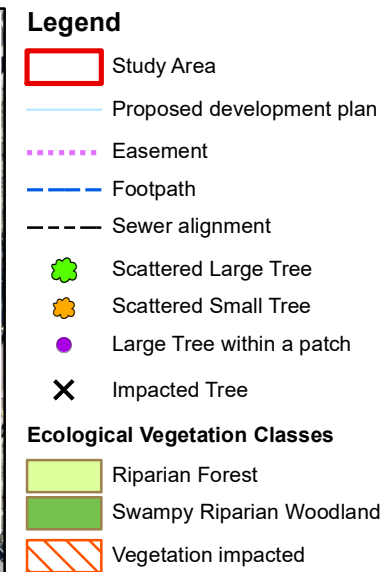 Legend
Study Area
Proposed development plan
Easement
Footpath
Sewer alignment
Scattered Large Tree
Scattered Small Tree
Large Tree within a patch
Impacted Tree
Ecological Vegetation Classes
Riparian Forest
Swampy Riparian Woodland
Vegetation impacted